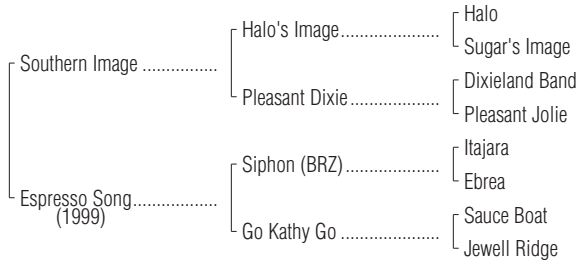 Halo
Halo's Image....................
Sugar's Image
Southern Image ................
Dixieland Band
Pleasant Dixie ..................
Pleasant Jolie
Itajara
Siphon (BRZ)...................
Ebrea
Espresso Song..................
(1999)
Sauce Boat
Go Kathy Go ....................
Jewell Ridge